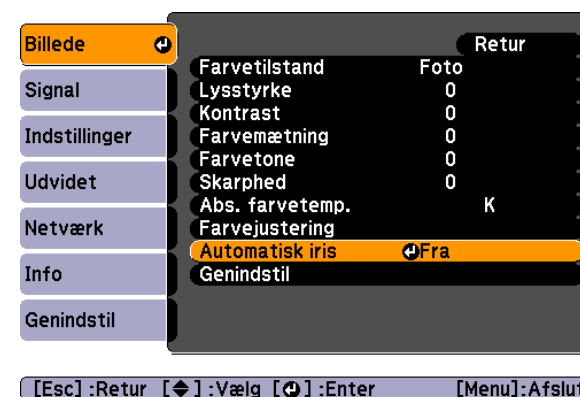 Billede
Signal
Indstillinger
Udvidet
Netværk
Info
Genindstil
Retur
Farvetilstand Foto
Lysstyrke 0
Kontrast 0
Farvemætning 0
Farvetone 0
Skarphed 0
Abs. farvetemp. K
Farvejustering
Automatisk iris Fra
Genindstil
[Esc] :Retur [] :Vælg [] :Enter [Menu]:Afslut